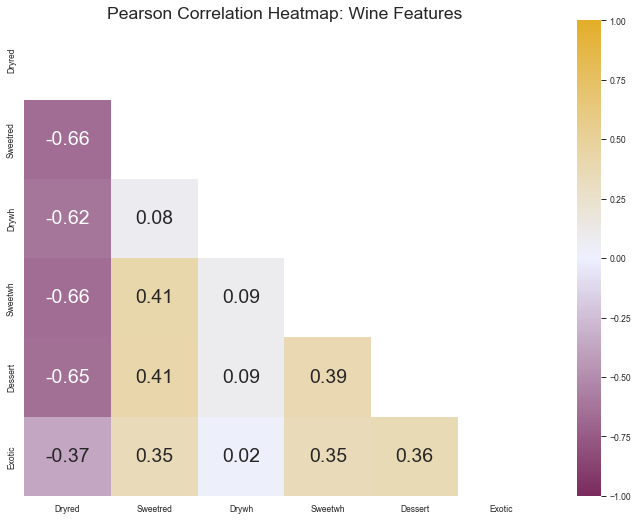 Pearson Correlation Heatmap: Wine Features
Dryred
Sweetred
-0.66
Drywh
-0.62 0.08
Sweetwh
-0.66 0.41 0.09
Dessert
-0.65 0.41 0.09 0.39
Exotic
-0.37 0.35 0.02 0.35 0.36
Dryred Sweetred Drywh Sweetwh Dessert Exotic
1.00
0.75
0.50
0.25
0.00
−0.25
−0.50
−0.75
−1.00